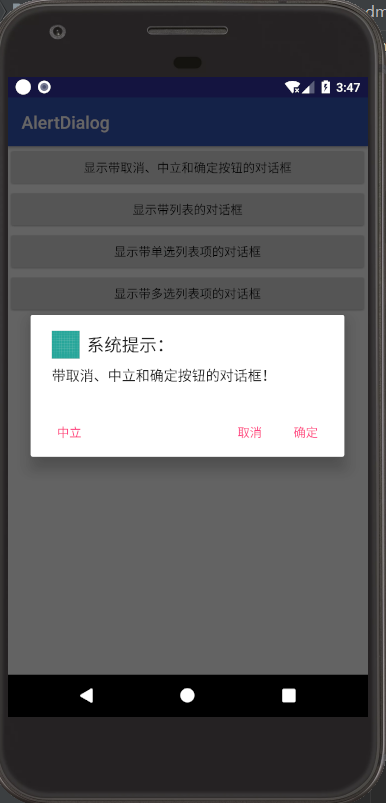 dm
3:47
AlertDialog
显示带取消、中立和确定按钮的对话框
显示带列表的对话框
显示带单选列表项的对话框
显示带多选列表项的对话框
系统提示：
带取消、中立和确定按钮的对话框！
中立 取消 确定